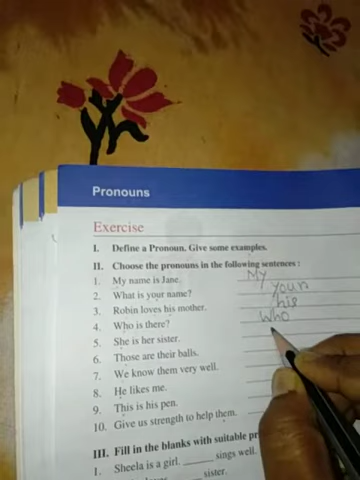 Pronouns
Exercise
I. Define a Pronoun. Give some examples.
II. Choose the pronouns in the following sentences :
1. My name is Jane. My
2. What is your name? your
3. Robin loves his mother. his
4. Who is there? Who
5. She is her sister.
6. Those are their balls.
7. We know them very well.
8. He likes me.
9. This is his pen.
10. Give us strength to help them.
III. Fill in the blanks with suitable pr
1. Sheela is a girl. ______ sings well.
______ sister.